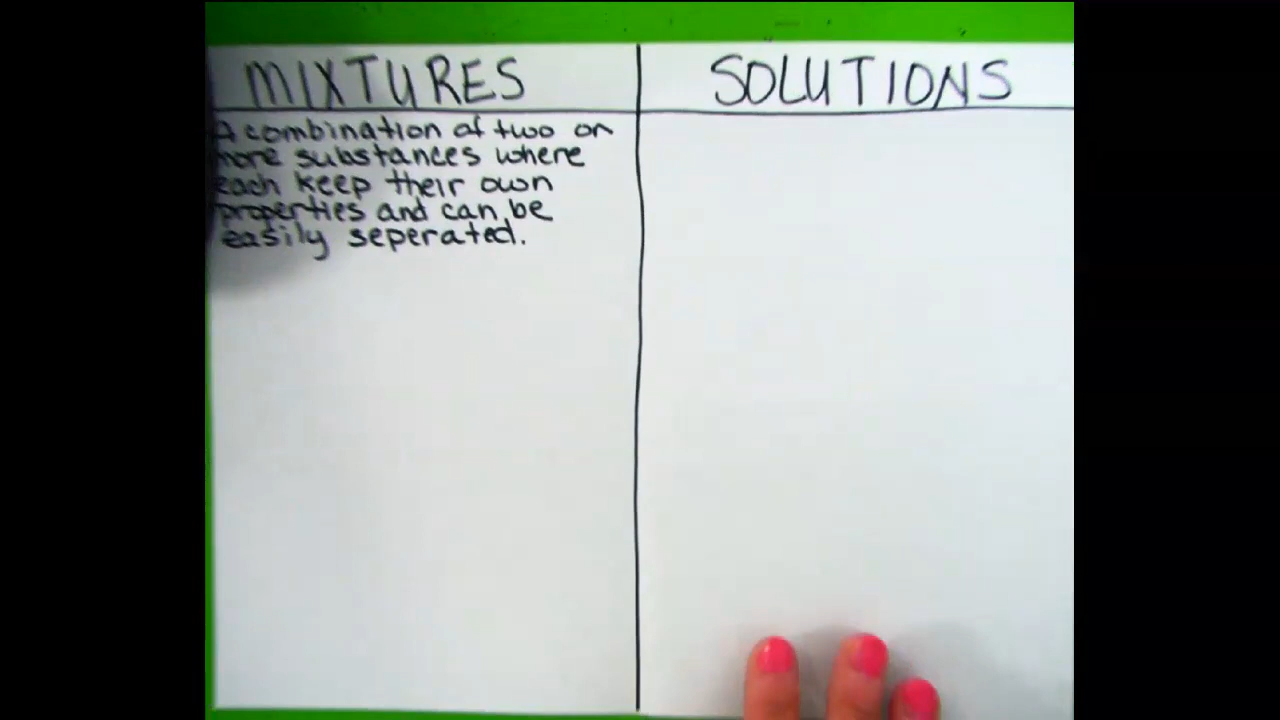 MIXTURES
SOLUTIONS
A combination of two or
more substances where
each keep their own
properties and can be
easily seperated.